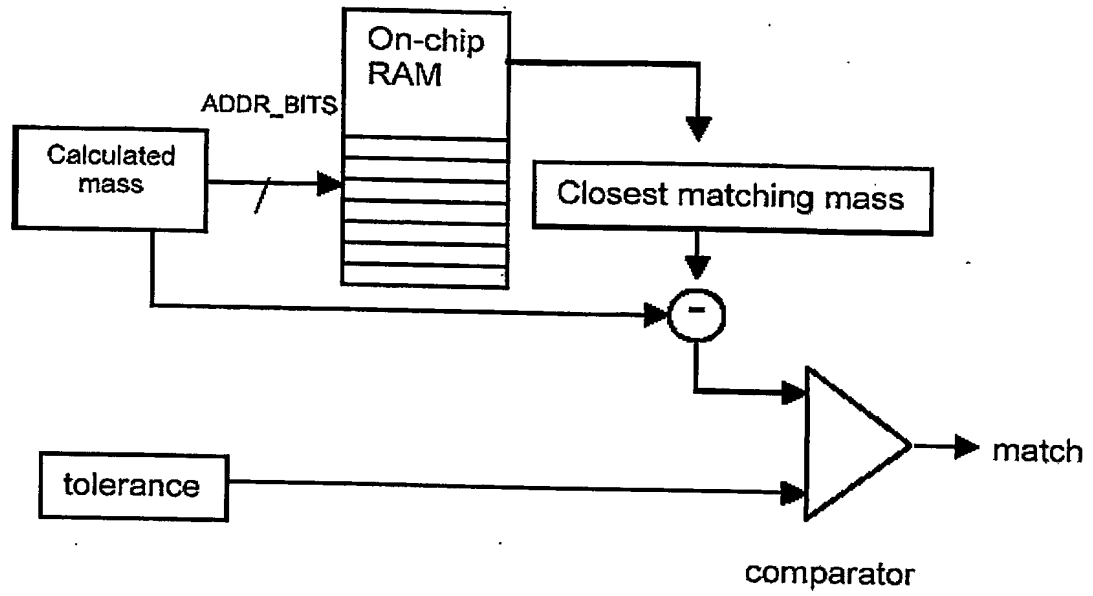 On-chip
RAM
ADDR_BITS
Calculated
mass
Closest matching mass
-
match
tolerance
comparator